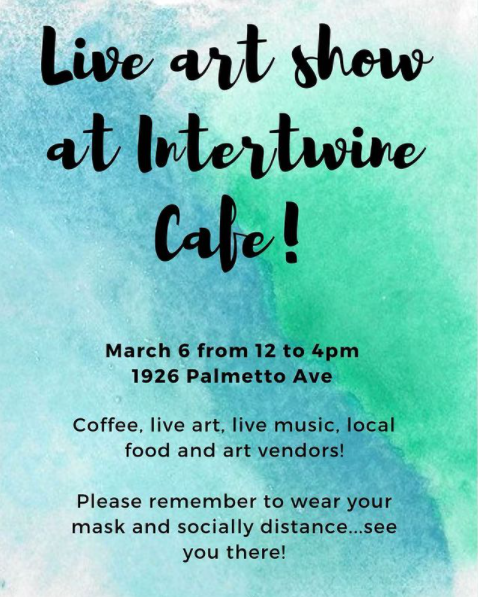 Live art show
at Intertwine
Cafe!
March 6 from 12 to 4pm
1926 Palmetto Ave
Coffee, live art, live music, local
food and art vendors!
Please remember to wear your
mask and socially distance...see
you there!